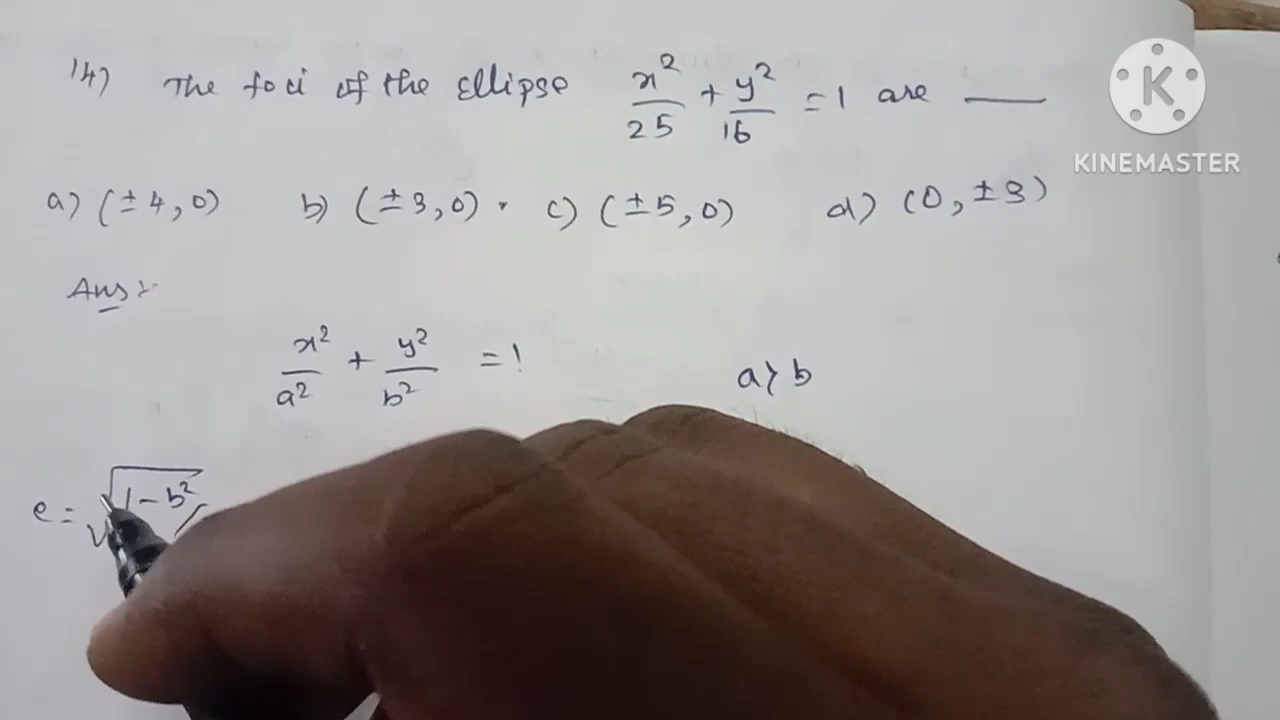 14) The foci of the Ellipse x²/25 + y²/16 = 1 are ___
a) (±4,0) b) (±3,0) . c) (±5,0) d) (0,±3)
Ans:
x²/a² + y²/b² = 1 a > b
e = √1 - b²/
K
KINEMASTER